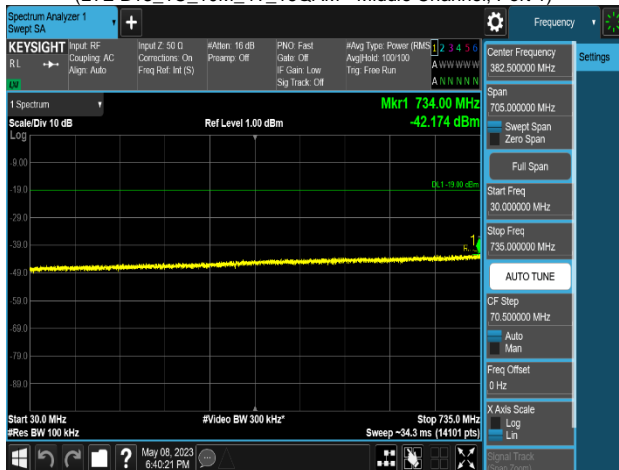 Spectrum Analyzer 1
Swept SA
+
Frequency
KEYSIGHT
RL
Input: RF
Coupling: AC
Align: Auto
Input Z: 50 Ω
Corrections: On
Freq Ref: Int (S)
#Atten: 16 dB
Preamp: Off
PNO: Fast
Gate: Off
IF Gain: Low
Sig Track: Off
#Avg Type: Power (RMS
Avg|Hold: 100/100
Trig: Free Run
1 2 3 4 5 6
A W W W W W
A N N N N N
1 Spectrum
Scale/Div 10 dB
Log
Ref Level 1.00 dBm
Mkr1 734.00 MHz
-42.174 dBm
-9.00
-19.0
-29.0
-39.0
-49.0
-59.0
-69.0
-79.0
-89.0
DL1 -19.00 dBm
1
Start 30.0 MHz
#Res BW 100 kHz
#Video BW 300 kHz*
Stop 735.0 MHz
Sweep ~34.3 ms (14101 pts)
Center Frequency
382.500000 MHz
Settings
Span
705.000000 MHz
Swept Span
Zero Span
Full Span
Start Freq
30.000000 MHz
Stop Freq
735.000000 MHz
AUTO TUNE
CF Step
70.500000 MHz
Auto
Man
Freq Offset
0 Hz
X Axis Scale
Log
Lin
Signal Track
(Span Zoom)
?
May 08, 2023
6:40:21 PM